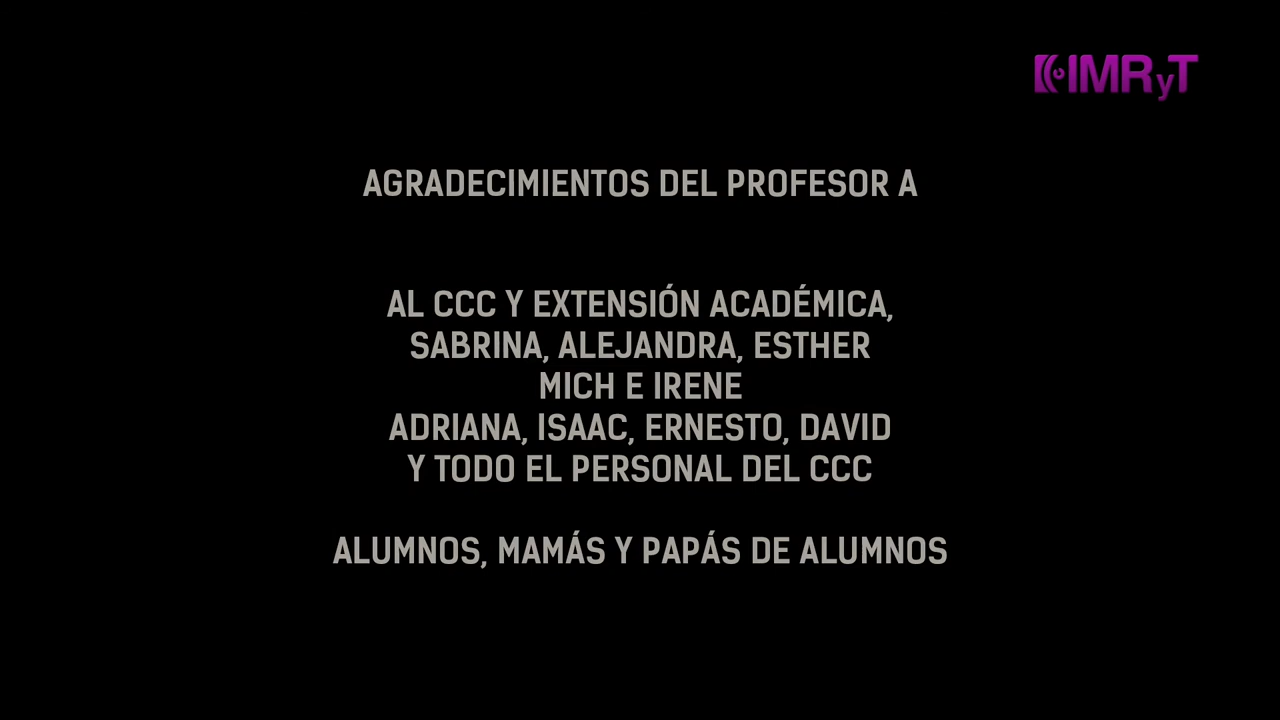 IMRyT
AGRADECIMIENTOS DEL PROFESOR A
AL CCC Y EXTENSIÓN ACADÉMICA,
SABRINA, ALEJANDRA, ESTHER
MICH E IRENE
ADRIANA, ISAAC, ERNESTO, DAVID
Y TODO EL PERSONAL DEL CCC
ALUMNOS, MAMÁS Y PAPÁS DE ALUMNOS